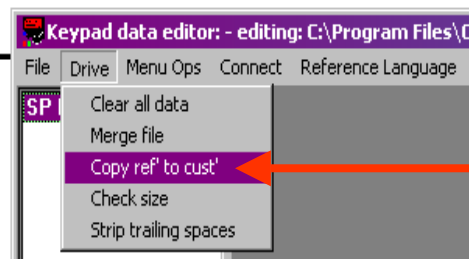 Keypad data editor: - editing: C:\Program Files\
File Drive Menu Ops Connect Reference Language
SP
Clear all data
Merge file
Copy ref' to cust'
Check size
Strip trailing spaces